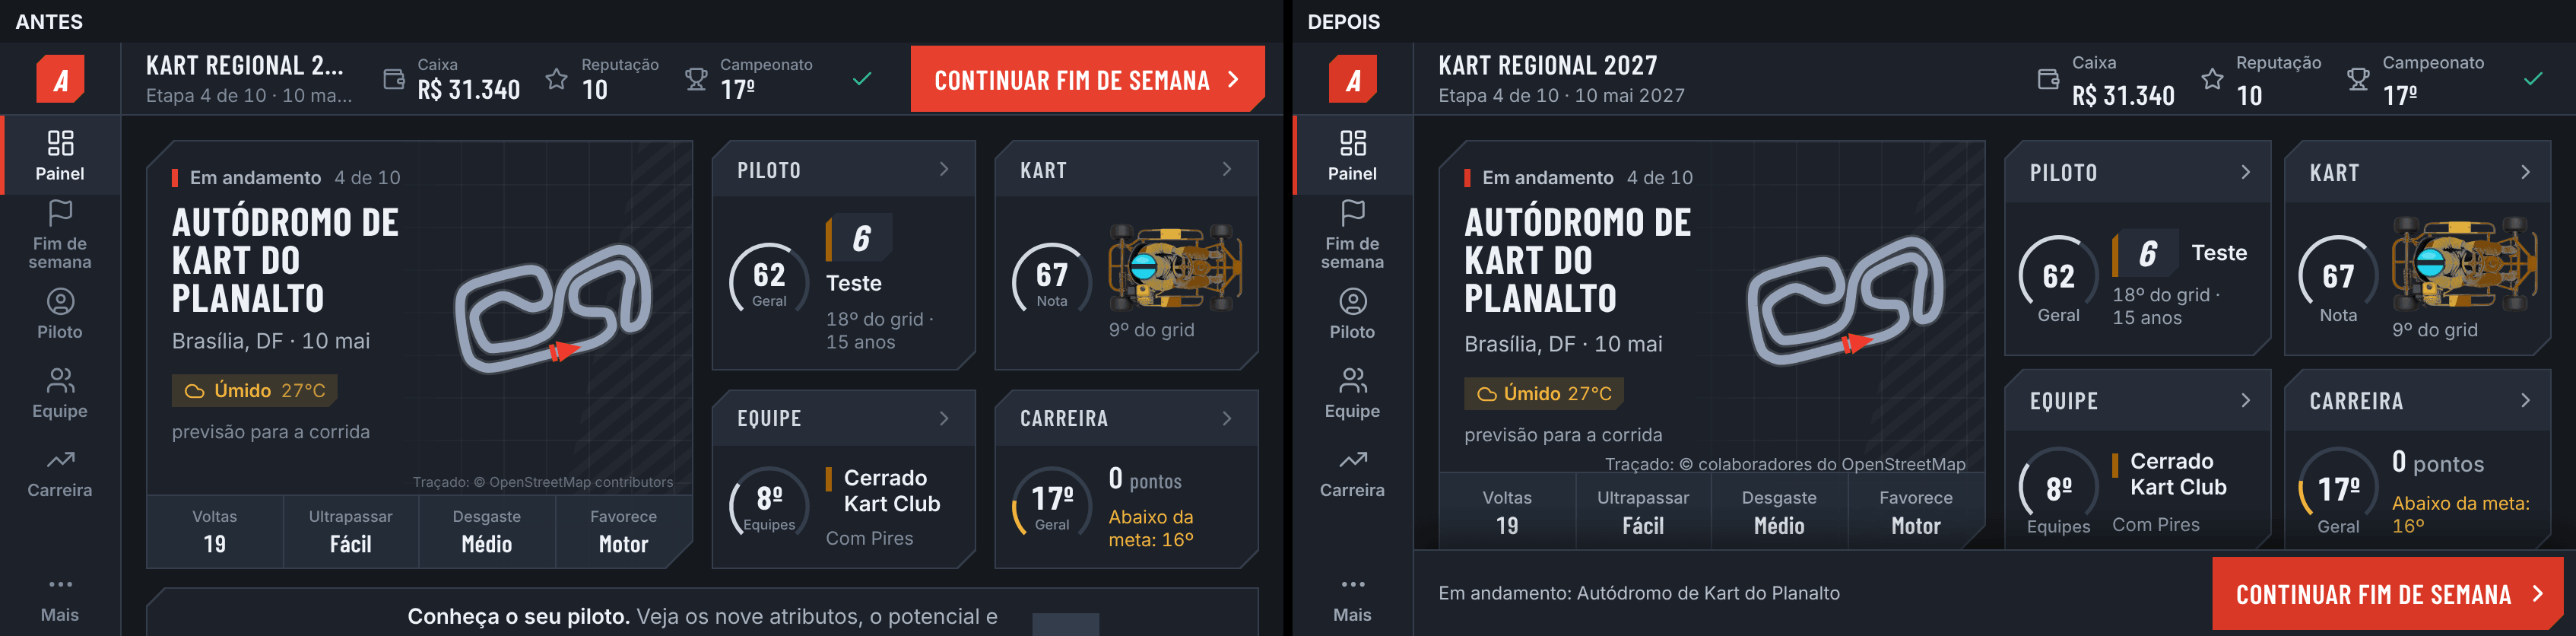 ANTES
A
KART REGIONAL 2...
Etapa 4 de 10 · 10 ma...
Caixa
R$ 31.340
Reputação
10
Campeonato
17º
CONTINUAR FIM DE SEMANA
Painel
Fim de
semana
Piloto
Equipe
Carreira
Mais
Em andamento 4 de 10
AUTÓDROMO DE
KART DO
PLANALTO
Brasília, DF · 10 mai
Úmido 27°C
previsão para a corrida
Traçado: © OpenStreetMap contributors
Voltas
19
Ultrapassar
Fácil
Desgaste
Médio
Favorece
Motor
PILOTO
62
Geral
6
Teste
18º do grid ·
15 anos
KART
67
Nota
9º do grid
EQUIPE
8º
Equipes
Cerrado
Kart Club
Com Pires
CARREIRA
17º
Geral
0 pontos
Abaixo da
meta: 16º
Conheça o seu piloto. Veja os nove atributos, o potencial e
DEPOIS
A
KART REGIONAL 2027
Etapa 4 de 10 · 10 mai 2027
Caixa
R$ 31.340
Reputação
10
Campeonato
17º
Painel
Fim de
semana
Piloto
Equipe
Carreira
Mais
Em andamento 4 de 10
AUTÓDROMO DE
KART DO
PLANALTO
Brasília, DF · 10 mai
Úmido 27°C
previsão para a corrida
Traçado: © colaboradores do OpenStreetMap
Voltas
19
Ultrapassar
Fácil
Desgaste
Médio
Favorece
Motor
PILOTO
62
Geral
6
Teste
18º do grid ·
15 anos
KART
67
Nota
9º do grid
EQUIPE
8º
Equipes
Cerrado
Kart Club
Com Pires
CARREIRA
17º
Geral
0 pontos
Abaixo da meta:
16º
Em andamento: Autódromo de Kart do Planalto
CONTINUAR FIM DE SEMANA